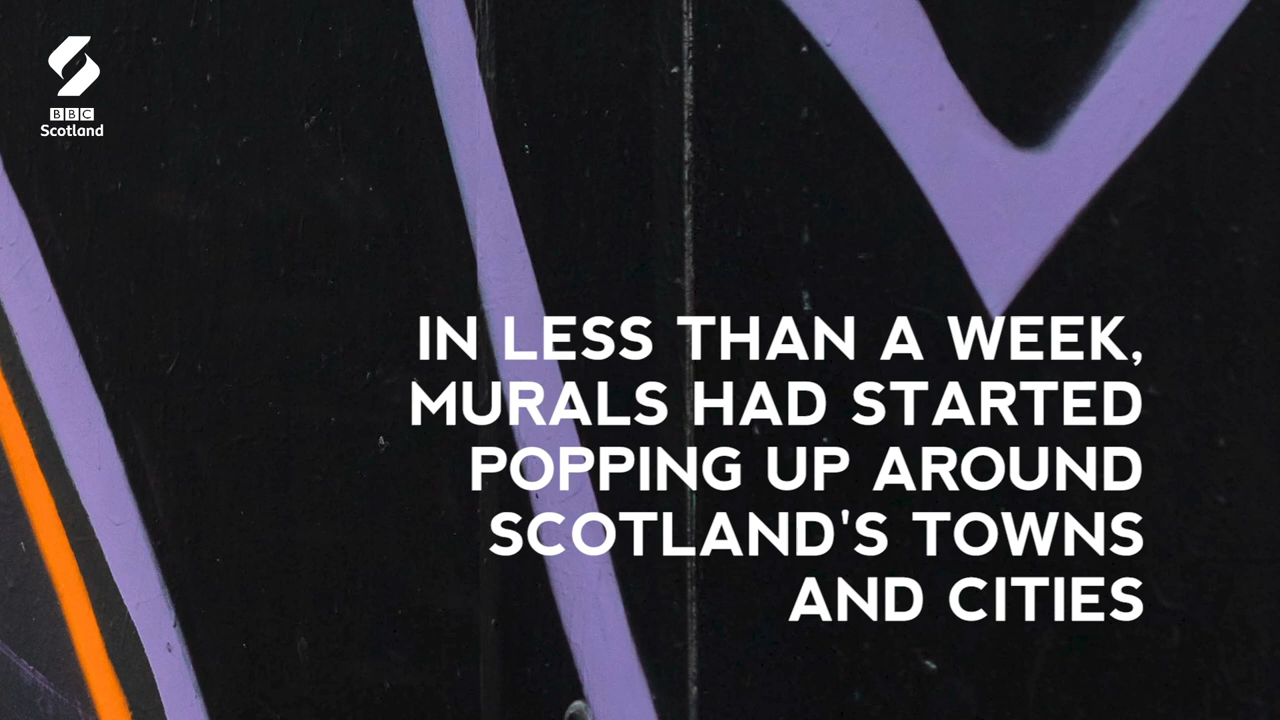 BBC
Scotland
IN LESS THAN A WEEK,
MURALS HAD STARTED
POPPING UP AROUND
SCOTLAND'S TOWNS
AND CITIES